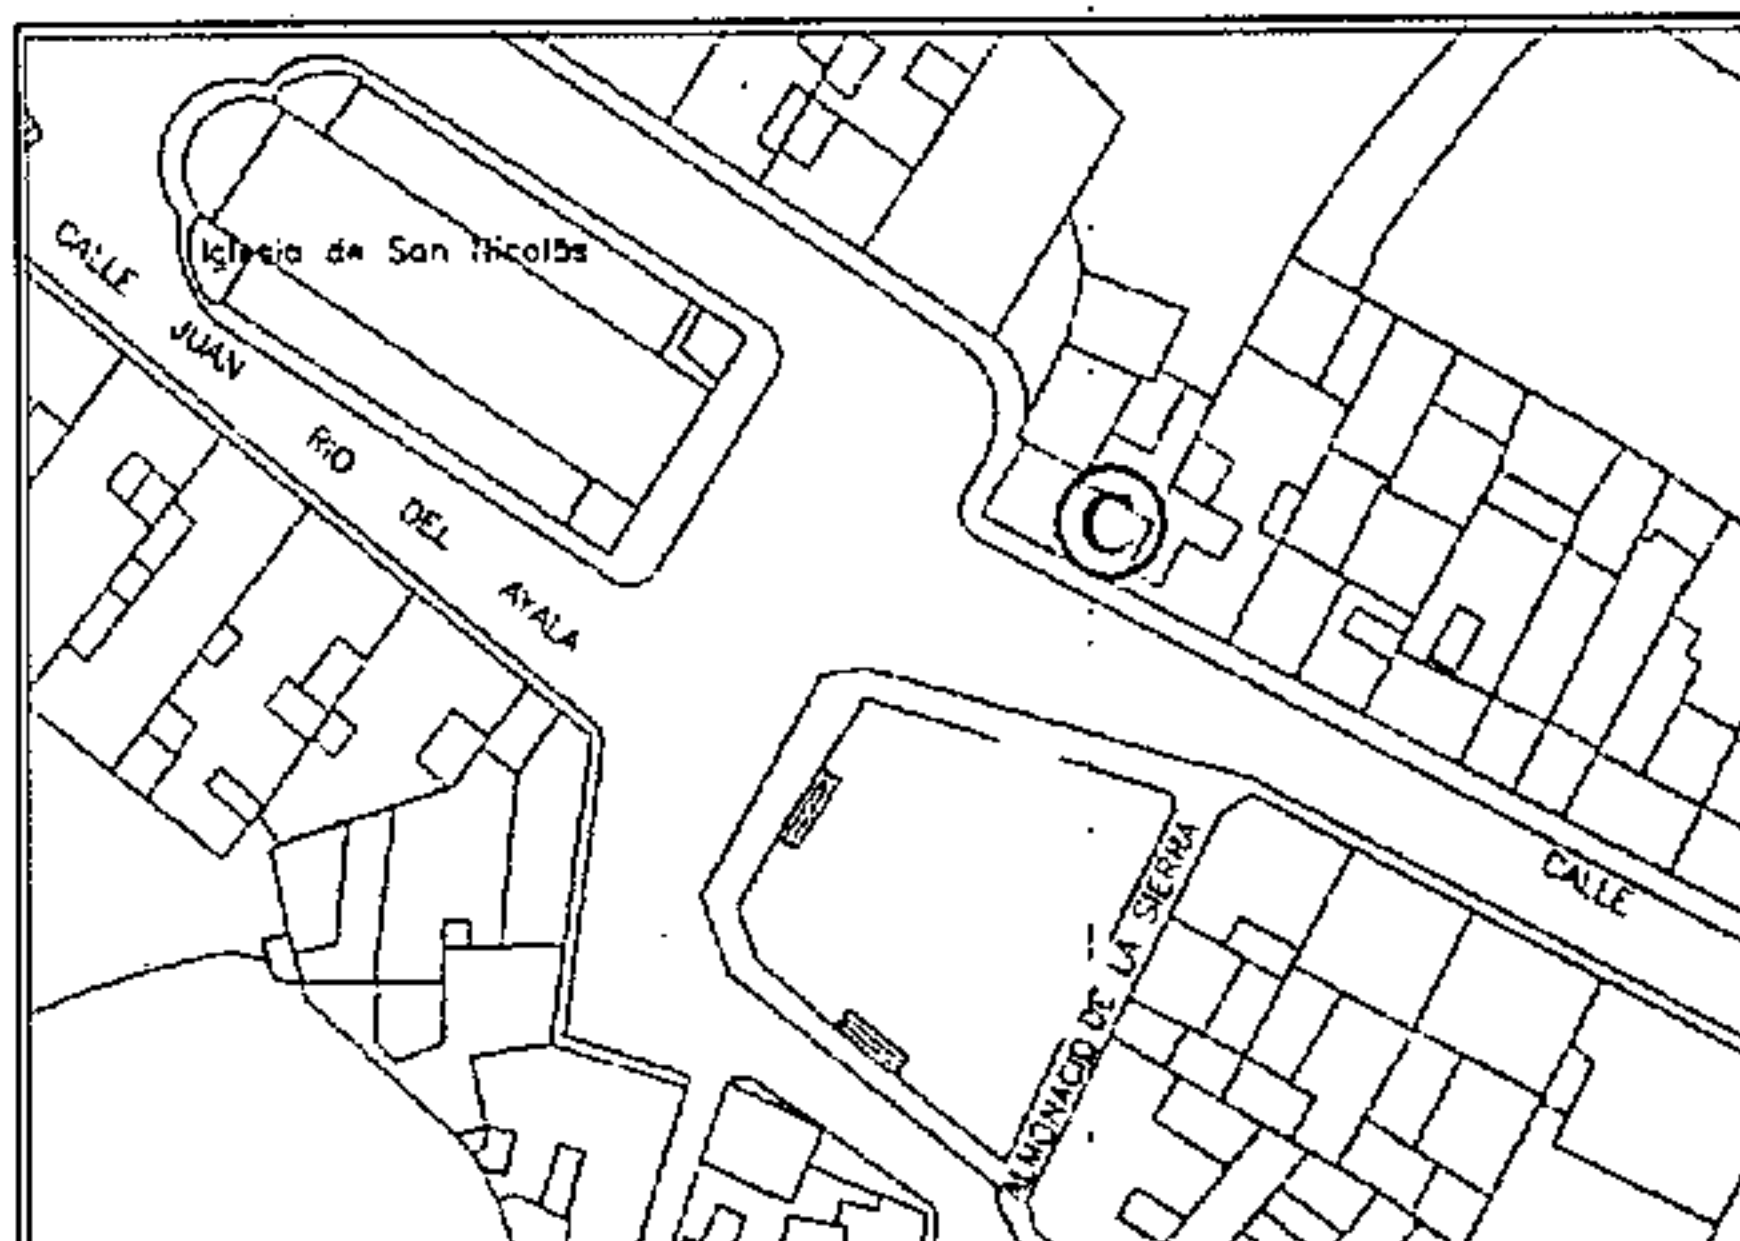 Iglesia de San Nicolás
CALLE JUAN RIO DEL AYALA
C
CALLE
ALMONACID DE LA SIERRA